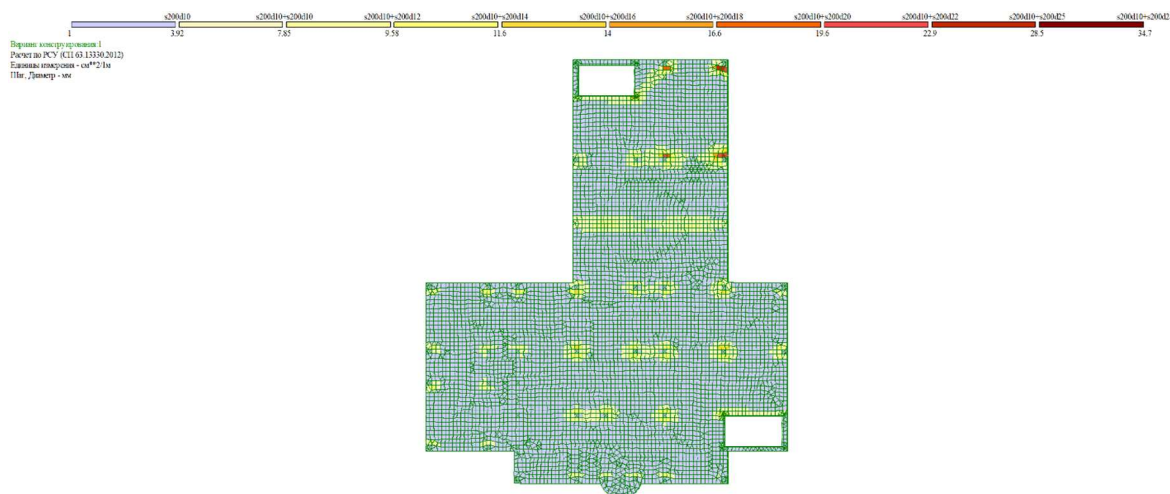 s200d10 s200d10+s200d10 s200d10+s200d12 s200d10+s200d14 s200d10+s200d16 s200d10+s200d18 s200d10+s200d20 s200d10+s200d22 s200d10+s200d25 s200d10+s200d2
1 3.92 7.85 9.58 11.6 14 16.6 19.6 22.9 28.5 34.7
Вариант конструирования:1
Расчет по РСУ (СП 63.13330.2012)
Единицы измерения - см**2/1м
Шаг, Диаметр - мм